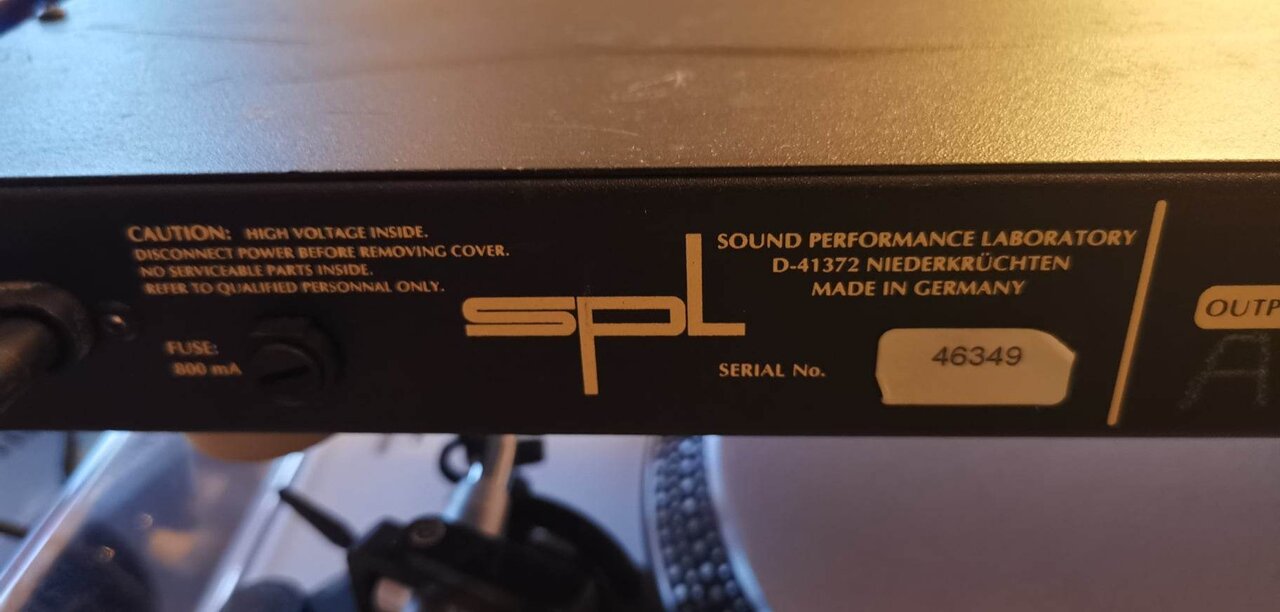 CAUTION: HIGH VOLTAGE INSIDE.
DISCONNECT POWER BEFORE REMOVING COVER.
NO SERVICEABLE PARTS INSIDE.
REFER TO QUALIFIED PERSONNAL ONLY.
FUSE:
800 mA
spl
SOUND PERFORMANCE LABORATORY
D-41372 NIEDERKRÜCHTEN
MADE IN GERMANY
SERIAL No.
46349
OUTP
A